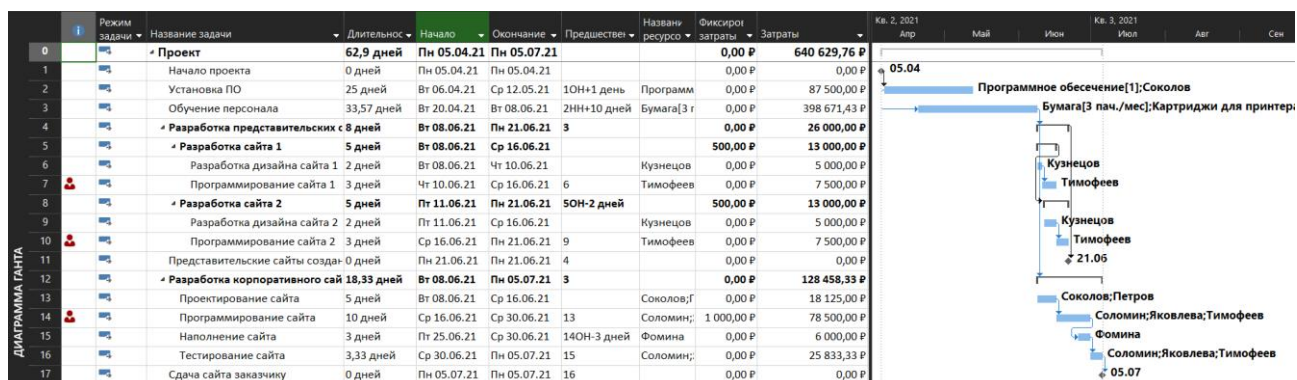 Режим задачи Название задачи Длительнос Начало Окончание Предшествен Названи ресурсо Фиксирог затраты Затраты Кв. 2, 2021 Кв. 3, 2021
Апр Май Июн Июл Авг Сен
0 Проект 62,9 дней Пн 05.04.21 Пн 05.07.21 0,00 ₽ 640 629,76 ₽
1 Начало проекта 0 дней Пн 05.04.21 Пн 05.04.21 0,00 ₽ 0,00 ₽ 05.04
2 Установка ПО 25 дней Вт 06.04.21 Ср 12.05.21 1ОН+1 день Программ 0,00 ₽ 87 500,00 ₽ Программное обесечение[1];Соколов
3 Обучение персонала 33,57 дней Вт 20.04.21 Вт 08.06.21 2НН+10 дней Бумага[3 г 0,00 ₽ 398 671,43 ₽ Бумага[3 пач./мес];Картриджи для принтера
4 Разработка представительских с 8 дней Вт 08.06.21 Пн 21.06.21 3 0,00 ₽ 26 000,00 ₽
5 Разработка сайта 1 5 дней Вт 08.06.21 Ср 16.06.21 500,00 ₽ 13 000,00 ₽
6 Разработка дизайна сайта 1 2 дней Вт 08.06.21 Чт 10.06.21 Кузнецов 0,00 ₽ 5 000,00 ₽ Кузнецов
7 Программирование сайта 1 3 дней Чт 10.06.21 Ср 16.06.21 6 Тимофеев 0,00 ₽ 7 500,00 ₽ Тимофеев
8 Разработка сайта 2 5 дней Пт 11.06.21 Пн 21.06.21 5ОН-2 дней 500,00 ₽ 13 000,00 ₽
9 Разработка дизайна сайта 2 2 дней Пт 11.06.21 Ср 16.06.21 Кузнецов 0,00 ₽ 5 000,00 ₽ Кузнецов
10 Программирование сайта 2 3 дней Ср 16.06.21 Пн 21.06.21 9 Тимофеев 0,00 ₽ 7 500,00 ₽ Тимофеев
11 Представительские сайты создан 0 дней Пн 21.06.21 Пн 21.06.21 4 0,00 ₽ 0,00 ₽ 21.06
12 Разработка корпоративного сай 18,33 дней Вт 08.06.21 Пн 05.07.21 3 0,00 ₽ 128 458,33 ₽
13 Проектирование сайта 5 дней Вт 08.06.21 Ср 16.06.21 Соколов;Г 0,00 ₽ 18 125,00 ₽ Соколов;Петров
14 Программирование сайта 10 дней Ср 16.06.21 Ср 30.06.21 13 Соломин; 1 000,00 ₽ 78 500,00 ₽ Соломин;Яковлева;Тимофеев
15 Наполнение сайта 3 дней Пт 25.06.21 Ср 30.06.21 14ОН-3 дней Фомина 0,00 ₽ 6 000,00 ₽ Фомина
16 Тестирование сайта 3,33 дней Ср 30.06.21 Пн 05.07.21 15 Соломин; 0,00 ₽ 25 833,33 ₽ Соломин;Яковлева;Тимофеев
17 Сдача сайта заказчику 0 дней Пн 05.07.21 Пн 05.07.21 16 0,00 ₽ 0,00 ₽ 05.07
ДИАГРАММА ГАНТА